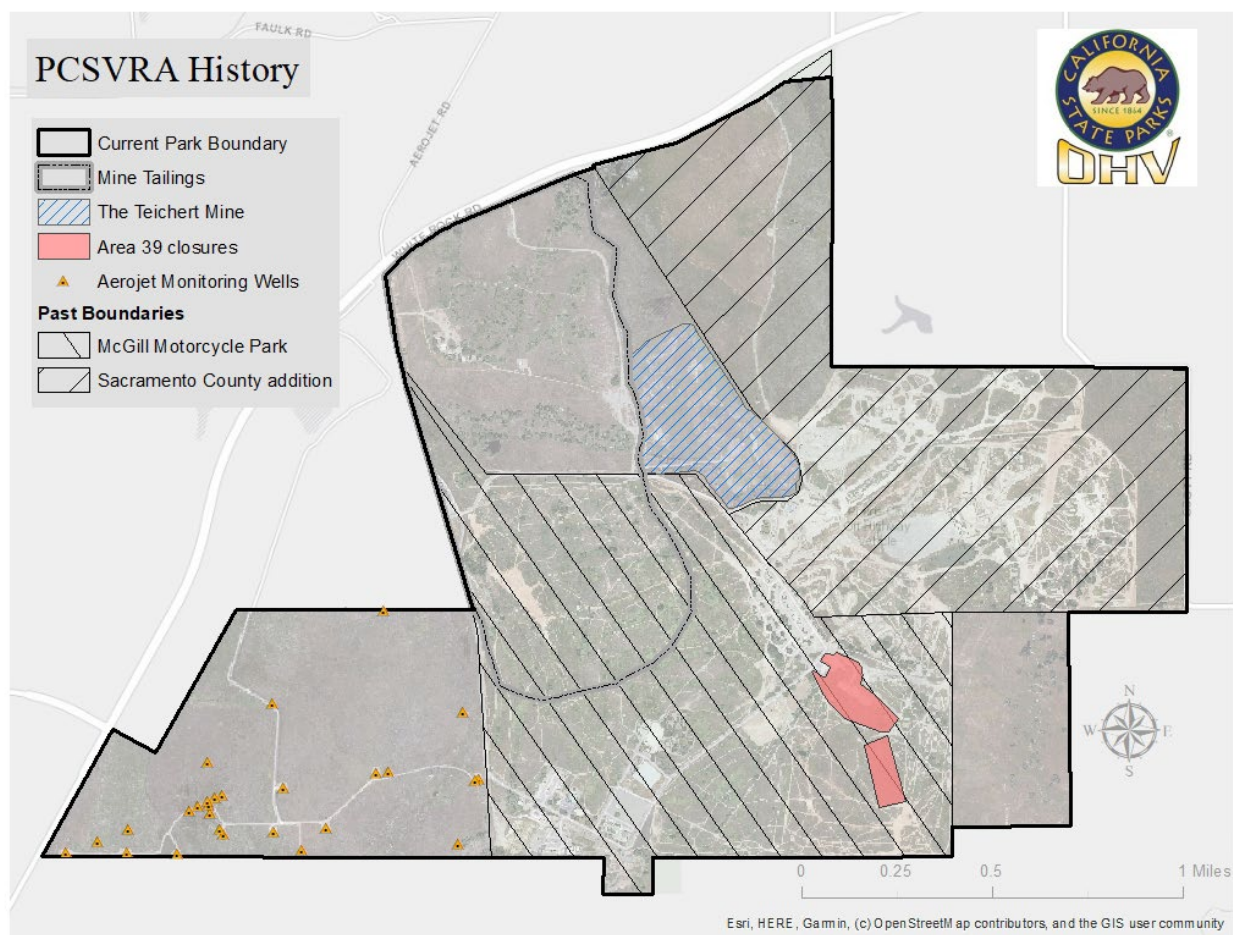 PCSVRA History
Current Park Boundary
Mine Tailings
The Teichert Mine
Area 39 closures
Aerojet Monitoring Wells
Past Boundaries
McGill Motorcycle Park
Sacramento County addition
FAULK RD
AEROJET RD
WHITE ROCK RD
CALIFORNIA
STATE PARKS
SINCE 1864
®
OHV
N
W E
S
0 0.25 0.5 1 Miles
Esri, HERE, Garmin, (c) OpenStreetMap contributors, and the GIS user community